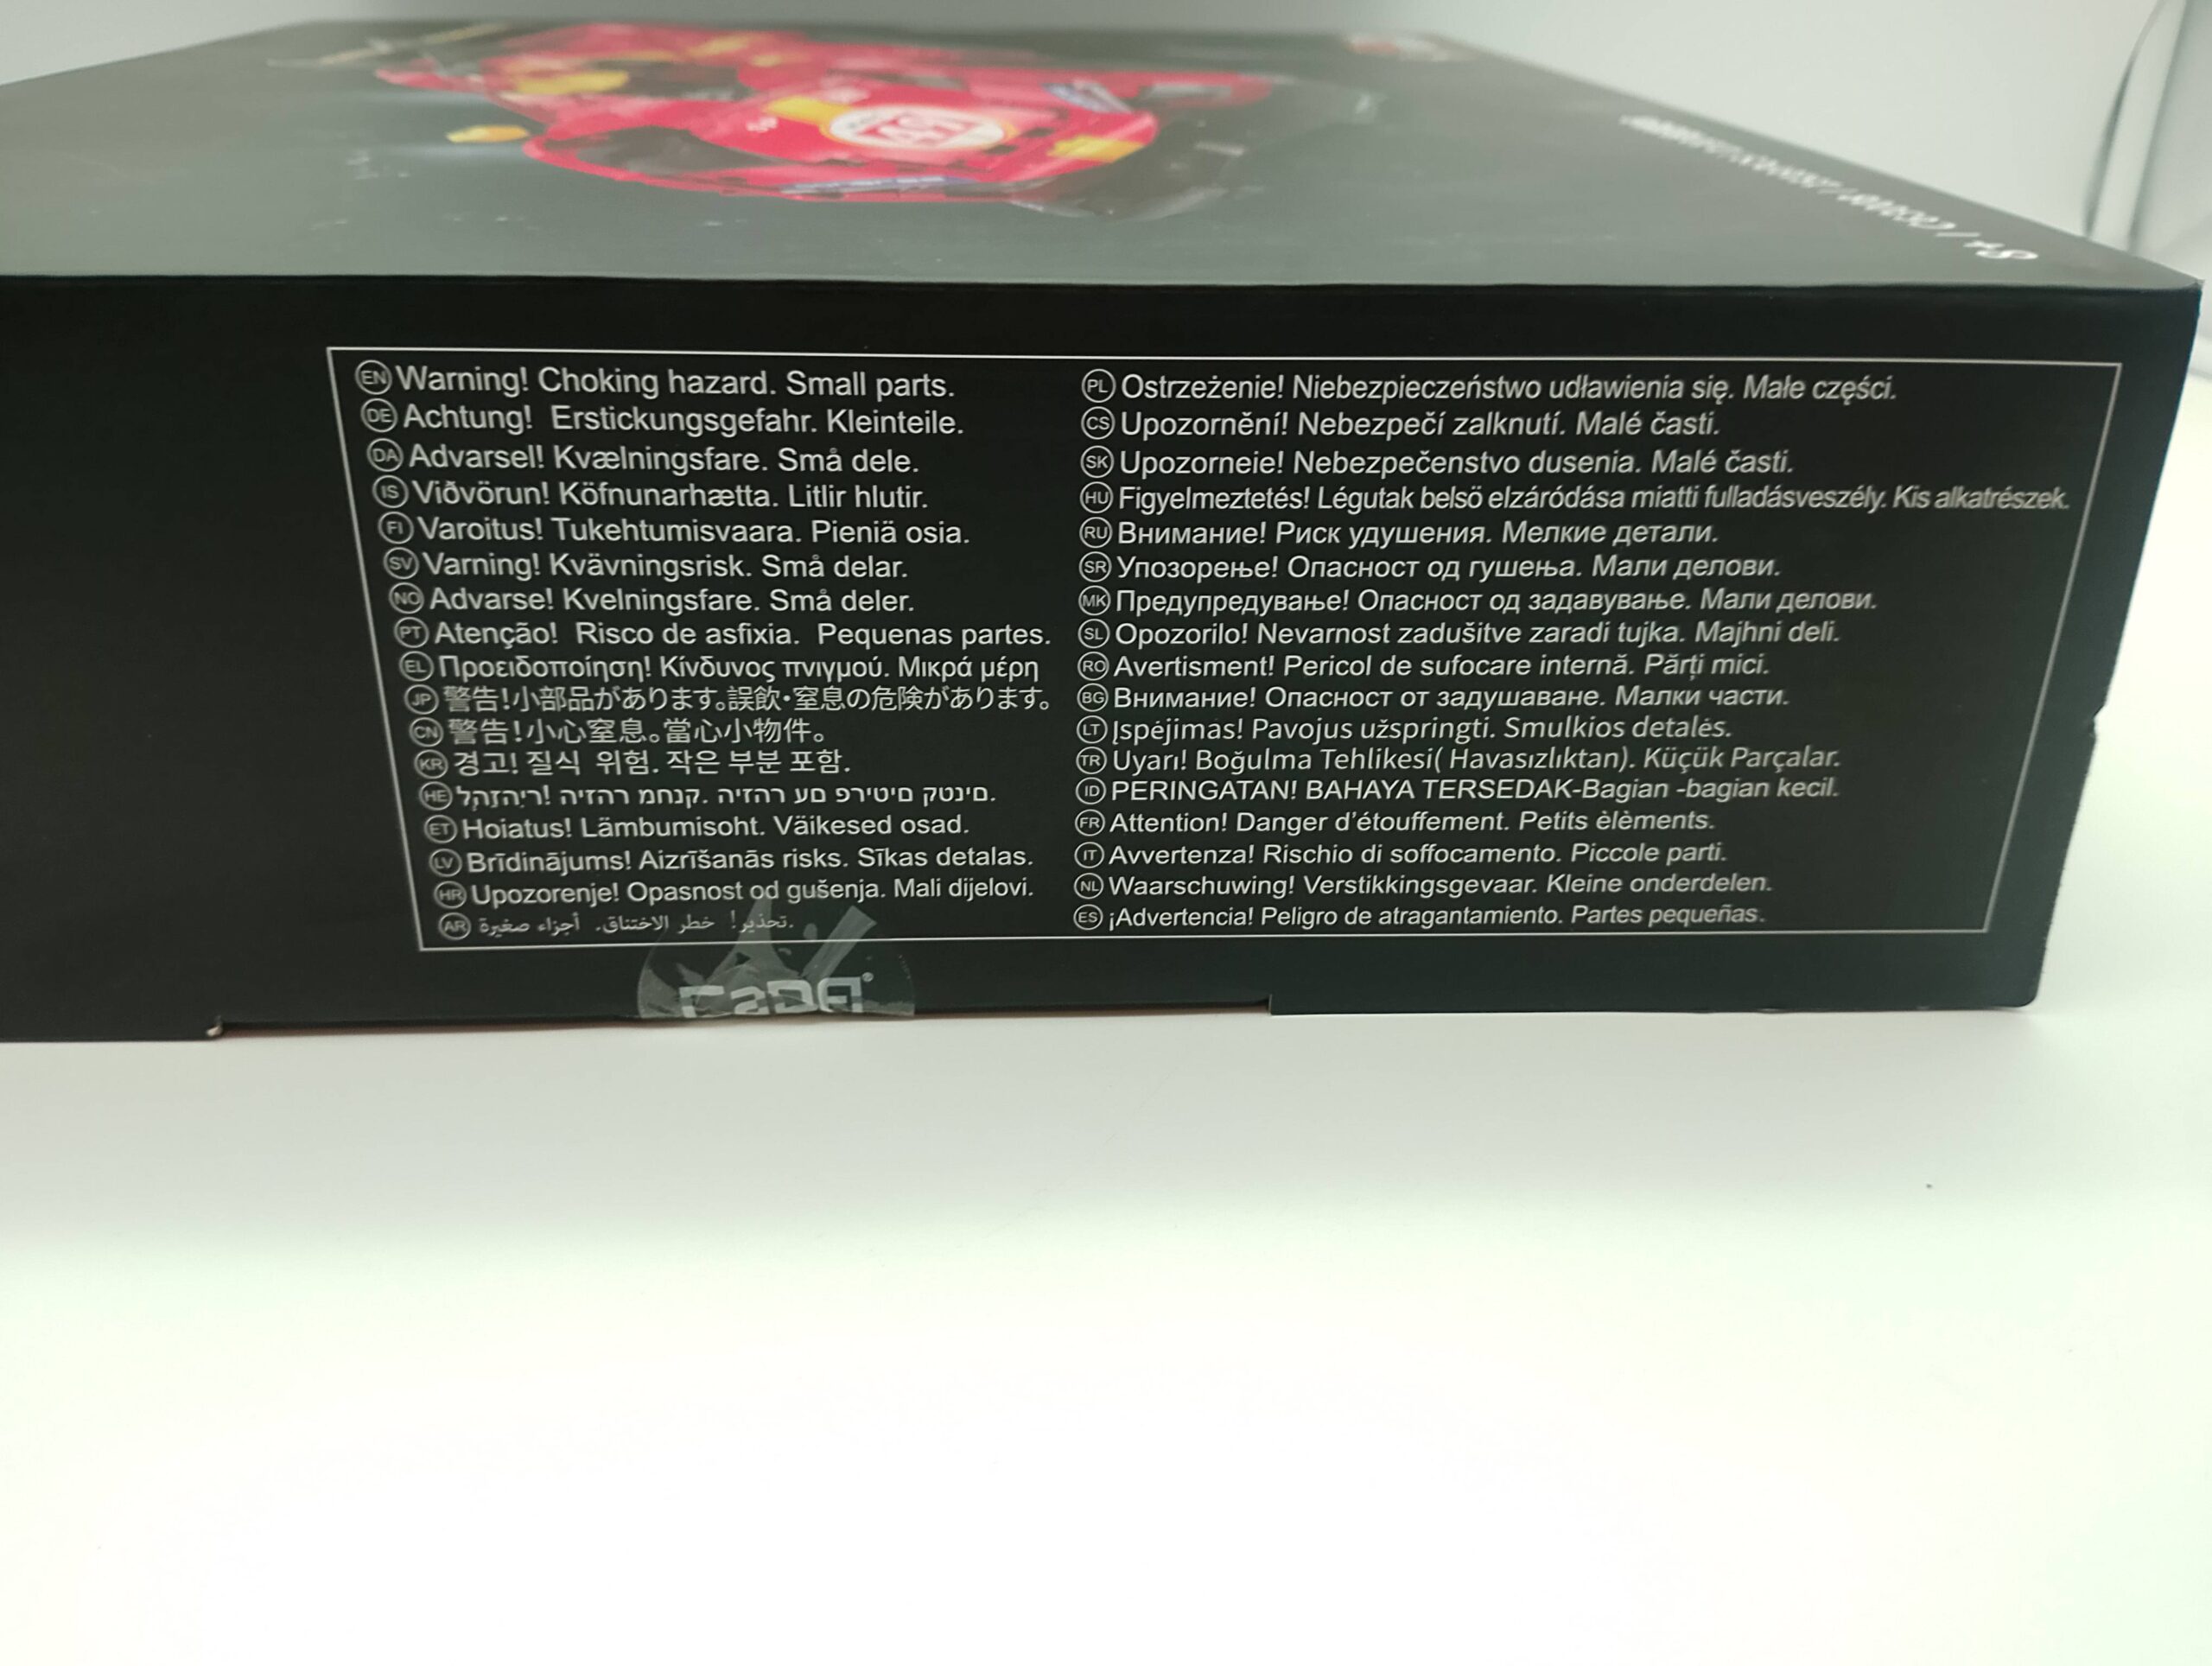 EN Warning! Choking hazard. Small parts.
DE Achtung! Erstickungsgefahr. Kleinteile.
DA Advarsel! Kvælningsfare. Små dele.
IS Viðvörun! Köfnunarhætta. Litlir hlutir.
FI Varoitus! Tukehtumisvaara. Pieniä osia.
SV Varning! Kvävningsrisk. Små delar.
NO Advarse! Kvelningsfare. Små deler.
PT Atenção! Risco de asfixia. Pequenas partes.
EL Προειδοποίηση! Κίνδυνος πνιγμού. Μικρά μέρη
JP 警告!小部品があります。誤飲・窒息の危険があります。
CN 警告!小心窒息。當心小物件。
KR 경고! 질식 위험. 작은 부분 포함.
HE להזהיר! היזהר מחנק. היזהר עם פריטים קטנים.
ET Hoiatus! Lämbumisoht. Väikesed osad.
LV Brīdinājums! Aizrīšanās risks. Sīkas detalas.
HR Upozorenje! Opasnost od gušenja. Mali dijelovi.
AR تحذير! خطر الاختناق. أجزاء صغيرة.
PL Ostrzeżenie! Niebezpieczeństwo udławienia się. Małe części.
CS Upozornění! Nebezpečí zalknutí. Malé časti.
SK Upozorneie! Nebezpečenstvo dusenia. Malé časti.
HU Figyelmeztetés! Légutak belsö elzáródása miatti fulladásveszély. Kis alkatrészek.
RU Внимание! Риск удушения. Мелкие детали.
SR Упозорење! Опасност од гушења. Мали делови.
MK Предупредување! Опасност од задавување. Мали делови.
SL Opozorilo! Nevarnost zadušitve zaradi tujka. Majhni deli.
RO Avertisment! Pericol de sufocare internă. Părți mici.
BG Внимание! Опасност от задушаване. Малки части.
LT Įspėjimas! Pavojus užspringti. Smulkios detalės.
TR Uyarı! Boğulma Tehlikesi( Havasızlıktan). Küçük Parçalar.
ID PERINGATAN! BAHAYA TERSEDAK-Bagian -bagian kecil.
FR Attention! Danger d'étouffement. Petits èlèments.
IT Avvertenza! Rischio di soffocamento. Piccole parti.
NL Waarschuwing! Verstikkingsgevaar. Kleine onderdelen.
ES ¡Advertencia! Peligro de atragantamiento. Partes pequeñas.
CaDA®